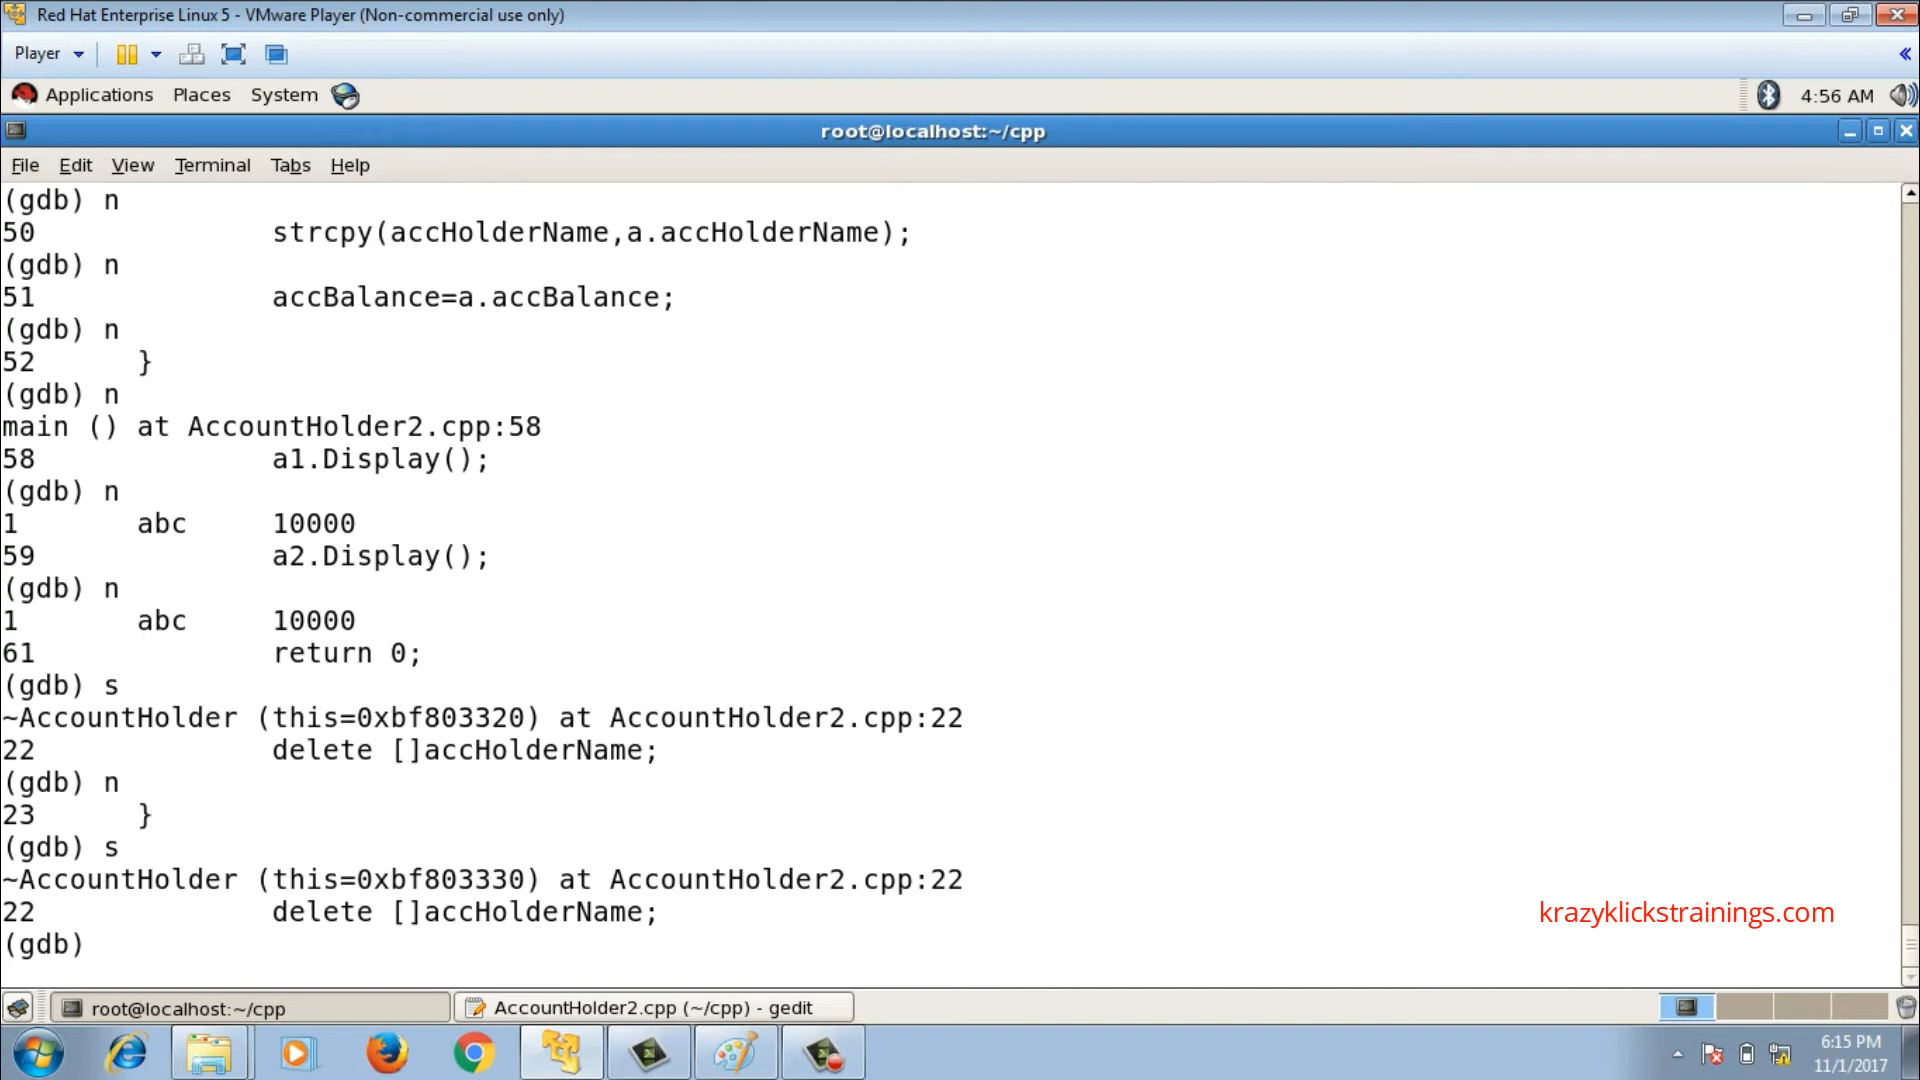 Red Hat Enterprise Linux 5 - VMware Player (Non-commercial use only)
Player
Applications Places System 4:56 AM
root@localhost:~/cpp
File Edit View Terminal Tabs Help
(gdb) n
50 strcpy(accHolderName,a.accHolderName);
(gdb) n
51 accBalance=a.accBalance;
(gdb) n
52 }
(gdb) n
main () at AccountHolder2.cpp:58
58 a1.Display();
(gdb) n
1 abc 10000
59 a2.Display();
(gdb) n
1 abc 10000
61 return 0;
(gdb) s
~AccountHolder (this=0xbf803320) at AccountHolder2.cpp:22
22 delete []accHolderName;
(gdb) n
23 }
(gdb) s
~AccountHolder (this=0xbf803330) at AccountHolder2.cpp:22
22 delete []accHolderName;
(gdb)
krazyklickstrainings.com
root@localhost:~/cpp AccountHolder2.cpp (~/cpp) - gedit
6:15 PM
11/1/2017